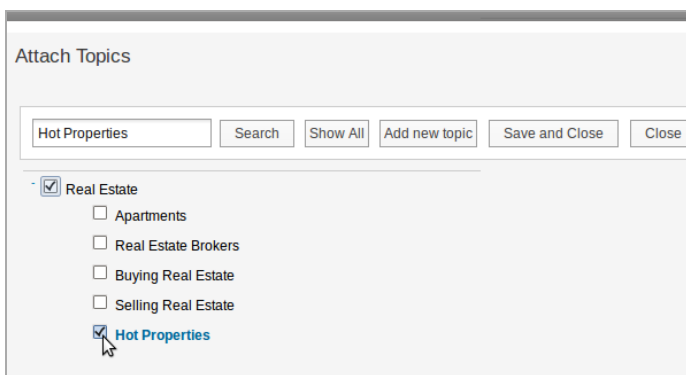 Attach Topics
Hot Properties Search Show All Add new topic Save and Close Close
- Real Estate
Apartments
Real Estate Brokers
Buying Real Estate
Selling Real Estate
Hot Properties